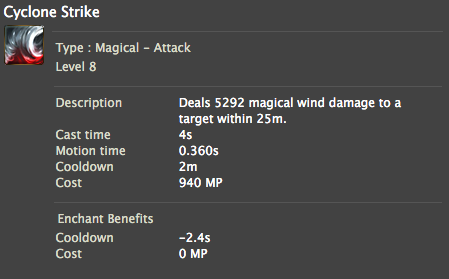 Cyclone Strike
Type : Magical - Attack
Level 8
Description Deals 5292 magical wind damage to a
target within 25m.
Cast time 4s
Motion time 0.360s
Cooldown 2m
Cost 940 MP
Enchant Benefits
Cooldown -2.4s
Cost 0 MP